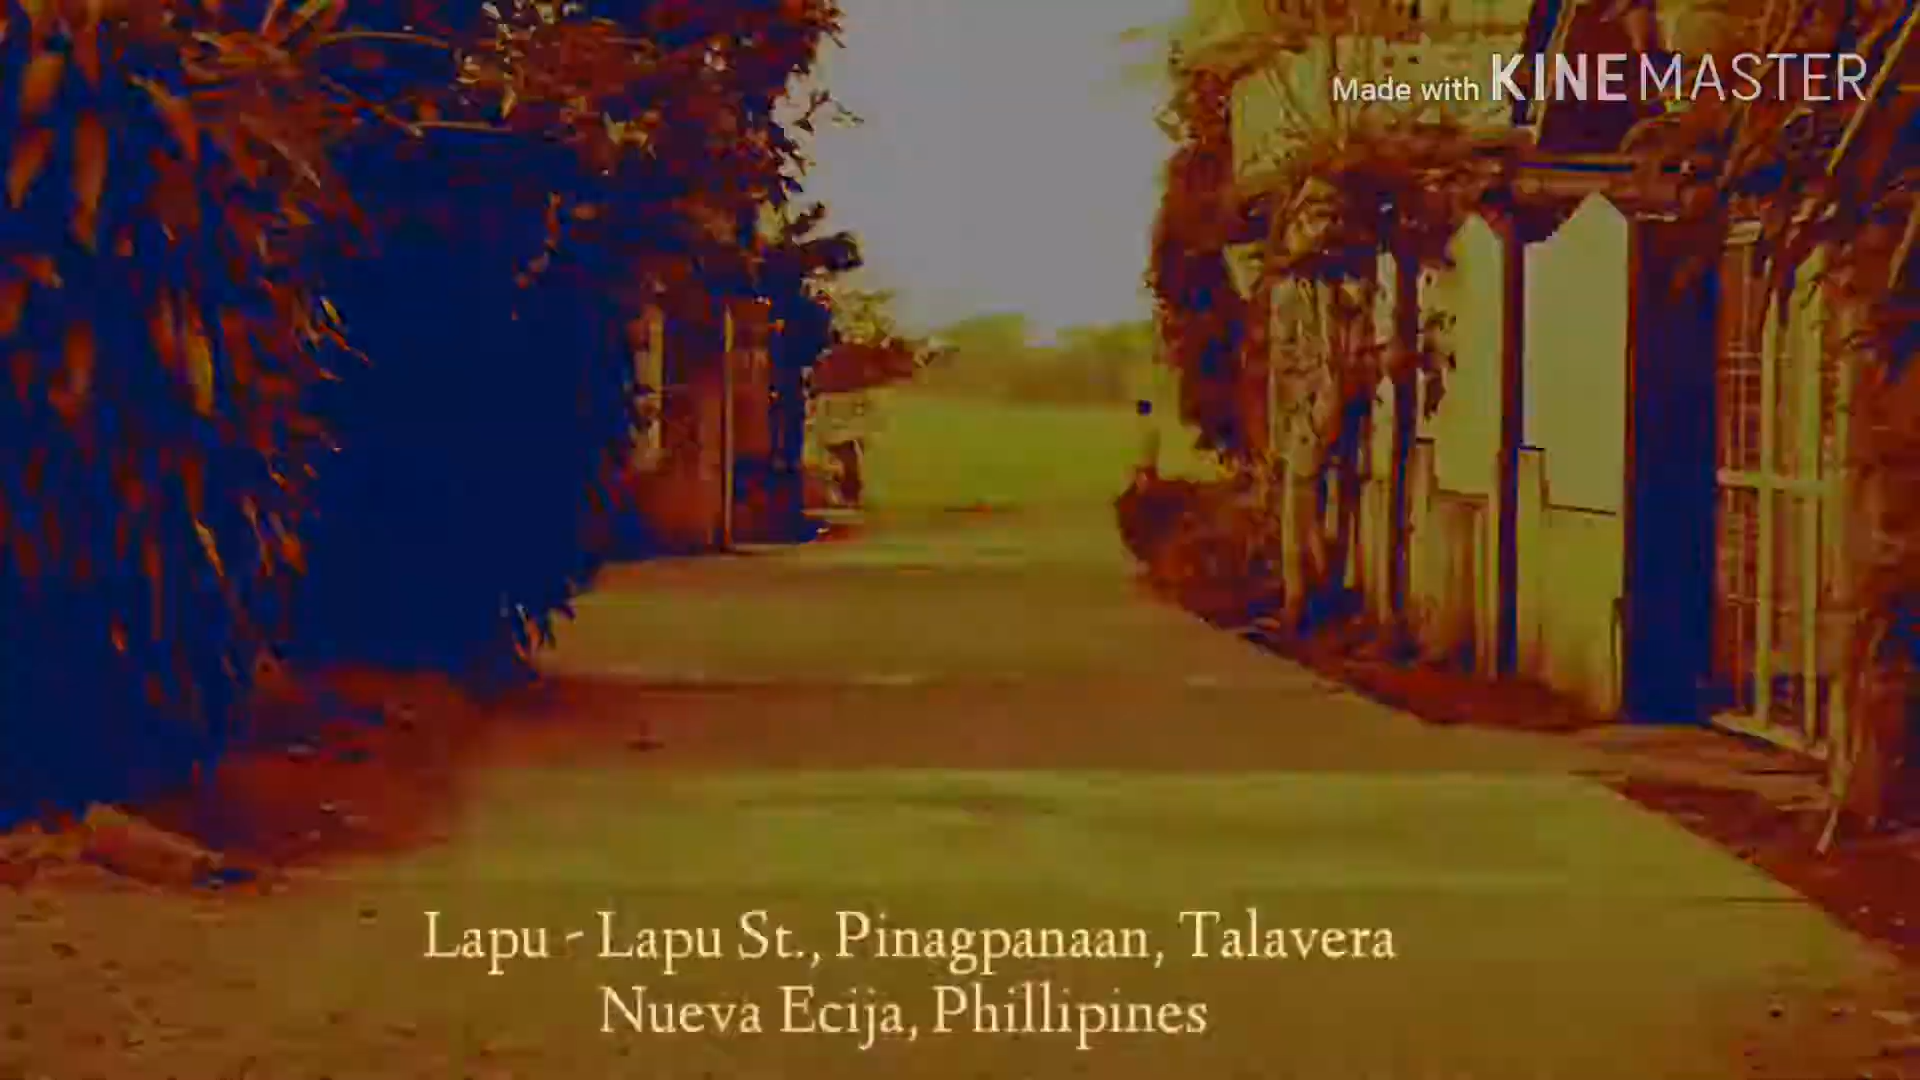 Made with KINEMASTER
Lapu - Lapu St., Pinagpanaan, Talavera
Nueva Ecija, Phillipines